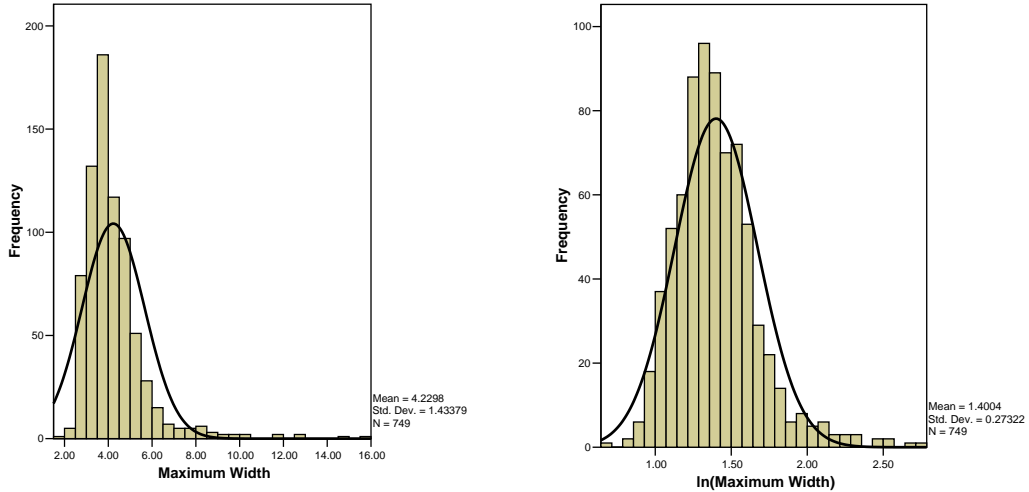 200
150
100
50
0
Frequency
2.00 4.00 6.00 8.00 10.00 12.00 14.00 16.00
Maximum Width
Mean = 4.2298
Std. Dev. = 1.43379
N = 749
100
80
60
40
20
0
Frequency
1.00 1.50 2.00 2.50
ln(Maximum Width)
Mean = 1.4004
Std. Dev. = 0.27322
N = 749